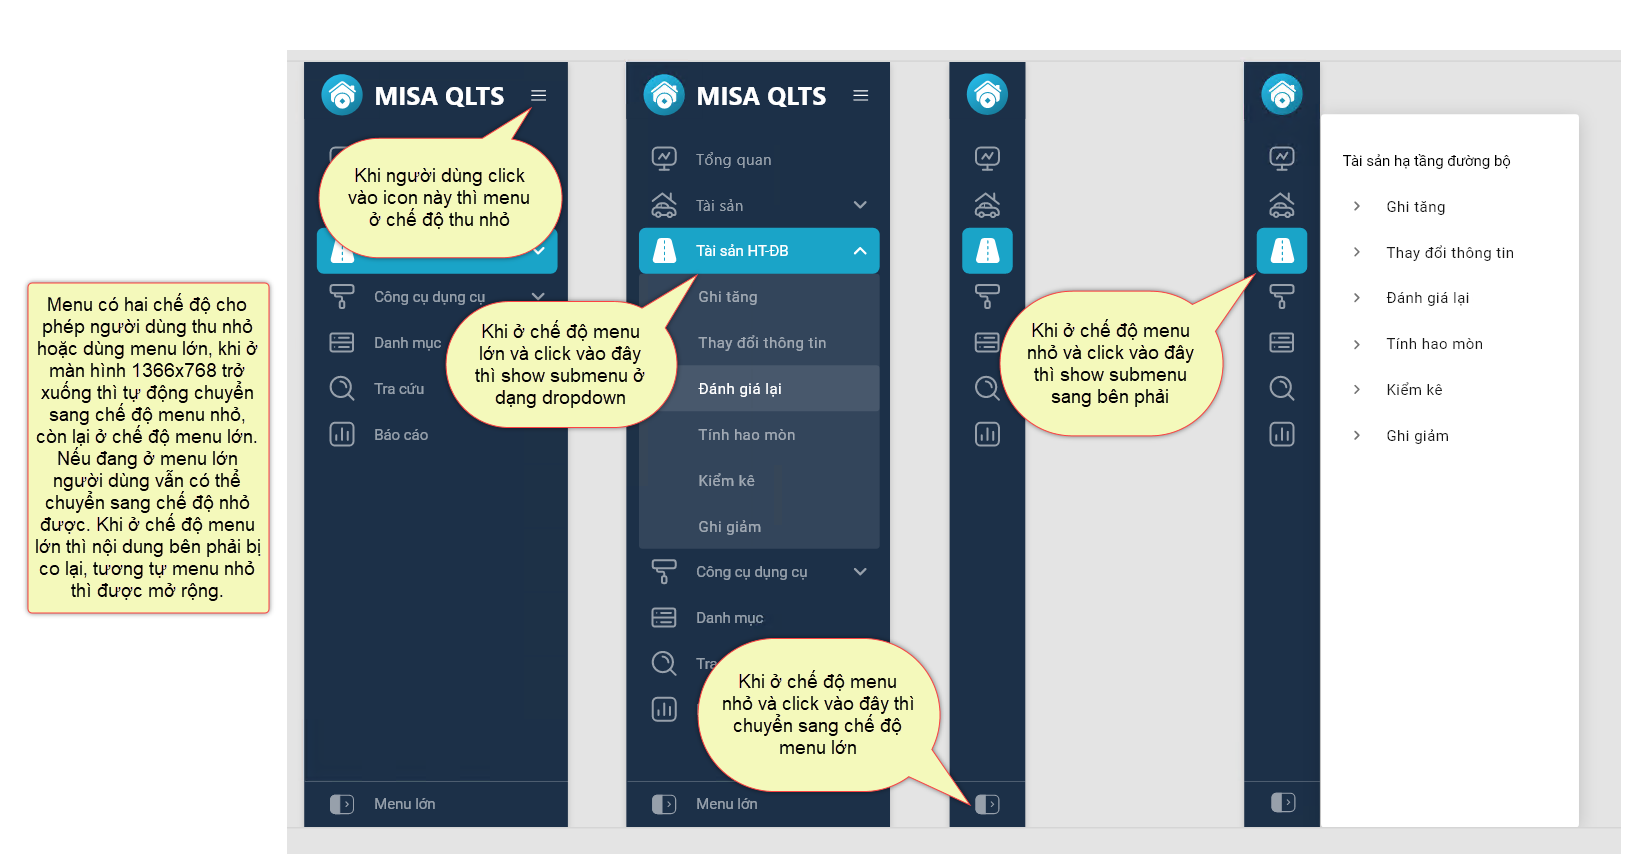 Menu có hai chế độ cho
phép người dùng thu nhỏ
hoặc dùng menu lớn, khi ở
màn hình 1366x768 trở
xuống thì tự động chuyển
sang chế độ menu nhỏ,
còn lại ở chế độ menu lớn.
Nếu đang ở menu lớn
người dùng vẫn có thể
chuyển sang chế độ nhỏ
được. Khi ở chế độ menu
lớn thì nội dung bên phải bị
co lại, tương tự menu nhỏ
thì được mở rộng.
MISA QLTS
Khi người dùng click
vào icon này thì menu
ở chế độ thu nhỏ
Công cụ dụng cụ
Danh mục
Tra cứu
Báo cáo
Menu lớn
MISA QLTS
Tổng quan
Tài sản
Tài sản HT-ĐB
Ghi tăng
Thay đổi thông tin
Đánh giá lại
Tính hao mòn
Kiểm kê
Ghi giảm
Công cụ dụng cụ
Danh mục
Menu lớn
Khi ở chế độ menu
lớn và click vào đây
thì show submenu ở
dạng dropdown
Khi ở chế độ menu
nhỏ và click vào đây thì
chuyển sang chế độ
menu lớn
Khi ở chế độ menu
nhỏ và click vào đây
thì show submenu
sang bên phải
Tài sản hạ tầng đường bộ
Ghi tăng
Thay đổi thông tin
Đánh giá lại
Tính hao mòn
Kiểm kê
Ghi giảm